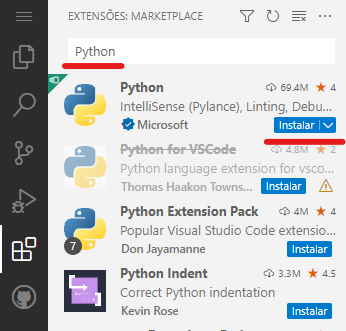 EXTENSÕES: MARKETPLACE
Python
Python 69.4M ★ 4
IntelliSense (Pylance), Linting, Debu...
Microsoft Instalar
Python for VSCode 4.8M ★ 2
Python language extension for vsco...
Thomas Haakon Towns... Instalar
Python Extension Pack 4M ★ 4
Popular Visual Studio Code extensio...
7 Don Jayamanne Instalar
Python Indent 3.3M ★ 4.5
Correct Python indentation
Kevin Rose Instalar